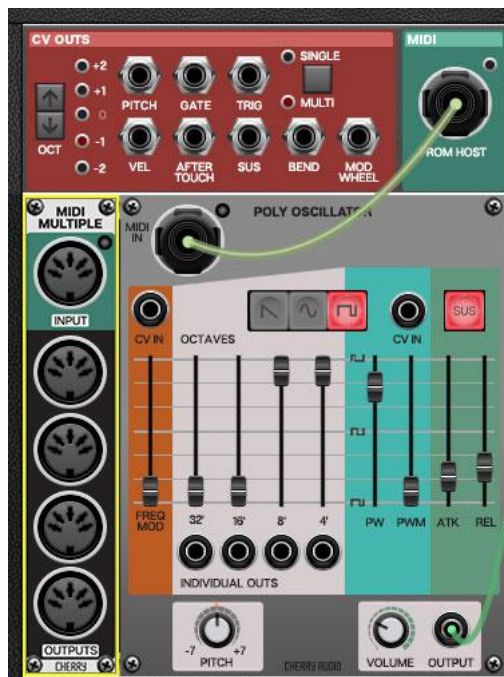 CV OUTS
MIDI
+2
+1
0
-1
-2
OCT
PITCH GATE TRIG
SINGLE
MULTI
VEL AFTER TOUCH SUS BEND MOD WHEEL
ROM HOST
MIDI MULTIPLE
INPUT
OUTPUTS
CHERRY
MIDI IN
POLY OSCILLATOR
CV IN
OCTAVES
CV IN
SUS
FREQ MOD
32' 16' 8' 4'
PW PWM
ATK REL
INDIVIDUAL OUTS
-7 +7
PITCH
CHERRY AUDIO
VOLUME
OUTPUT